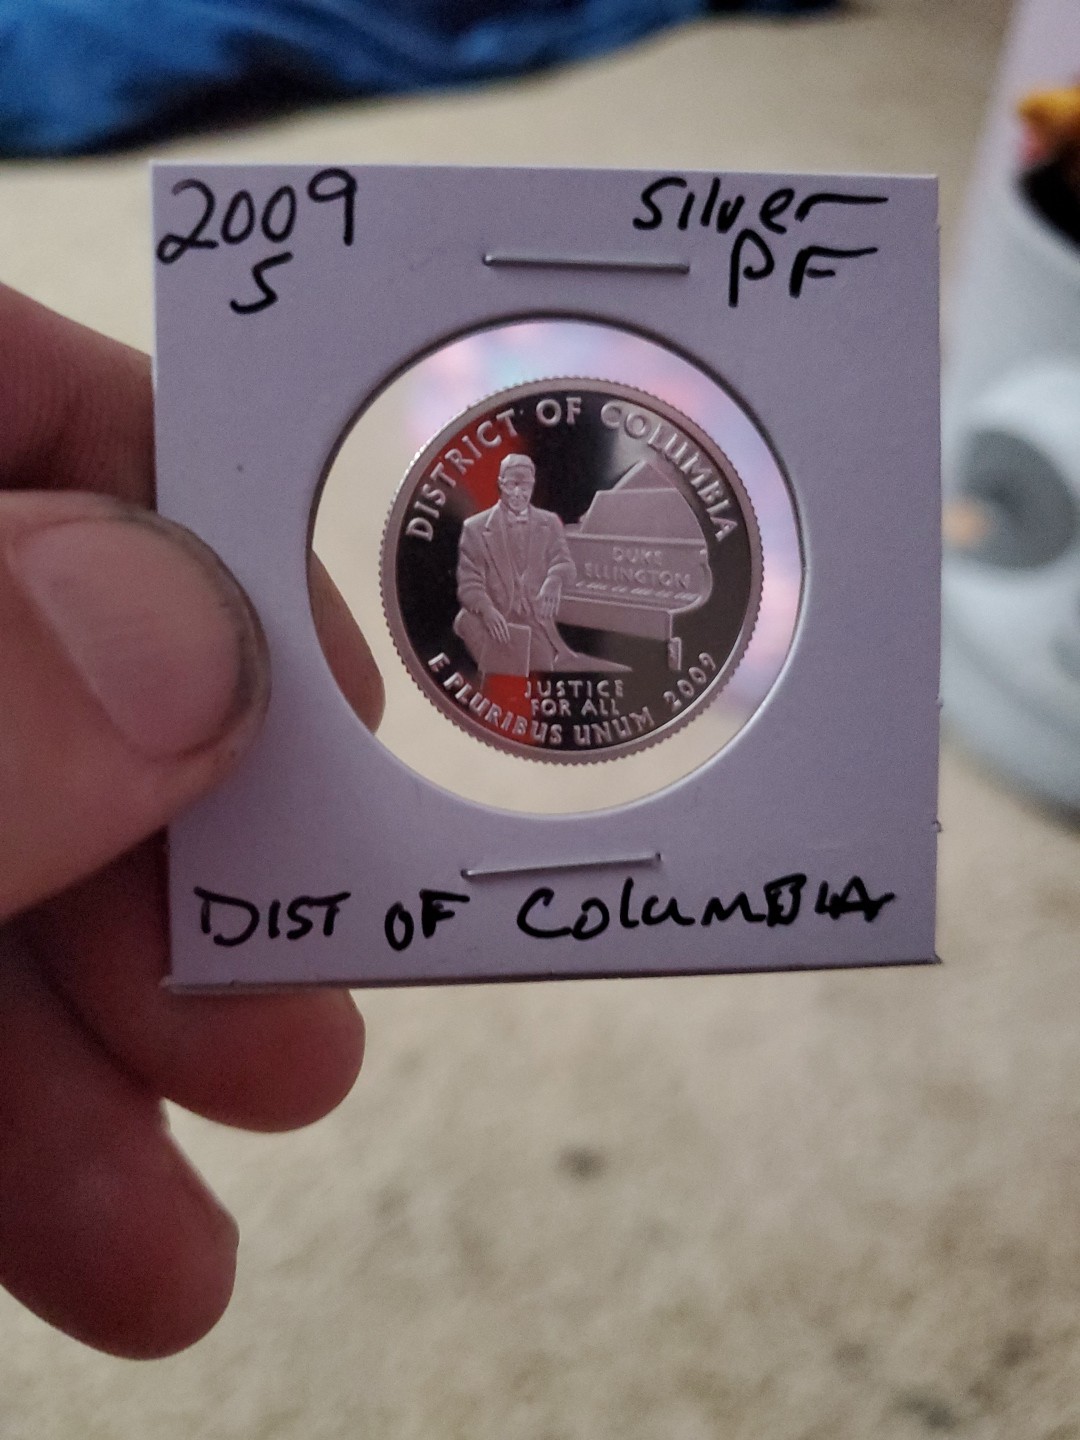 2009
S
Silver
PF
DISTRICT OF COLUMBIA
DUKE
ELLINGTON
JUSTICE
FOR ALL
E PLURIBUS UNUM 2009
DIST OF COLUMBIA